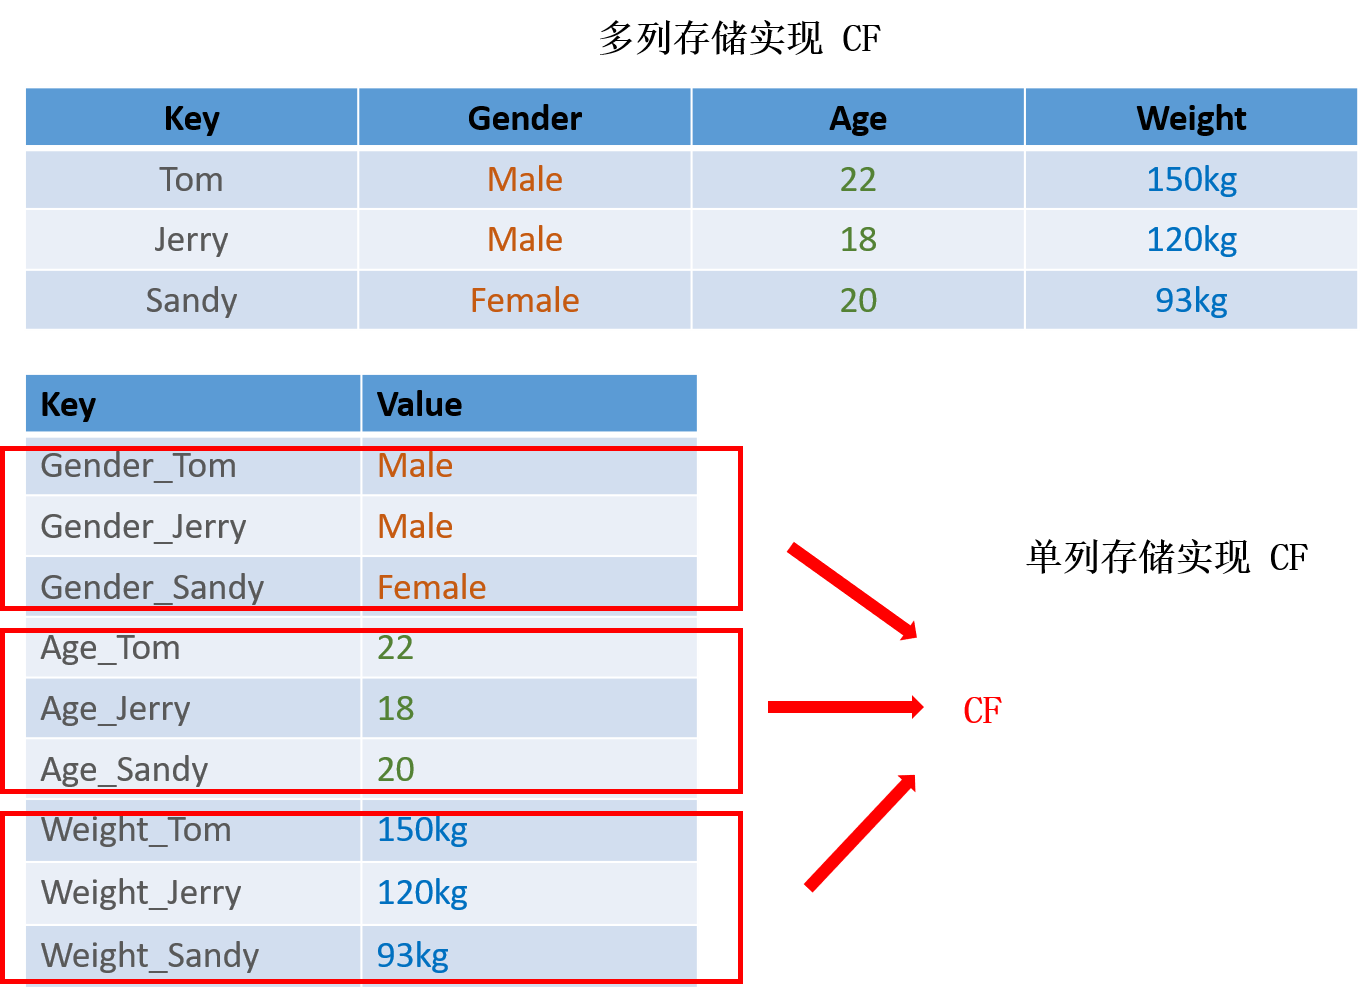 多列存储实现 CF
Key Gender Age Weight
Tom Male 22 150kg
Jerry Male 18 120kg
Sandy Female 20 93kg
Key Value
Gender_Tom Male
Gender_Jerry Male
Gender_Sandy Female
Age_Tom 22
Age_Jerry 18
Age_Sandy 20
Weight_Tom 150kg
Weight_Jerry 120kg
Weight_Sandy 93kg
单列存储实现 CF
CF